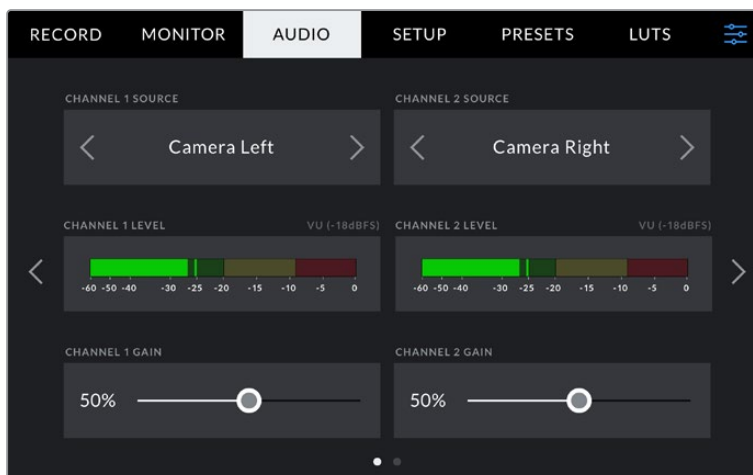 RECORD MONITOR AUDIO SETUP PRESETS LUTS
CHANNEL 1 SOURCE
Camera Left
CHANNEL 2 SOURCE
Camera Right
CHANNEL 1 LEVEL VU (-18dBFS)
-60 -50 -40 -30 -25 -20 -15 -10 -5 0
CHANNEL 2 LEVEL VU (-18dBFS)
-60 -50 -40 -30 -25 -20 -15 -10 -5 0
CHANNEL 1 GAIN
50%
CHANNEL 2 GAIN
50%